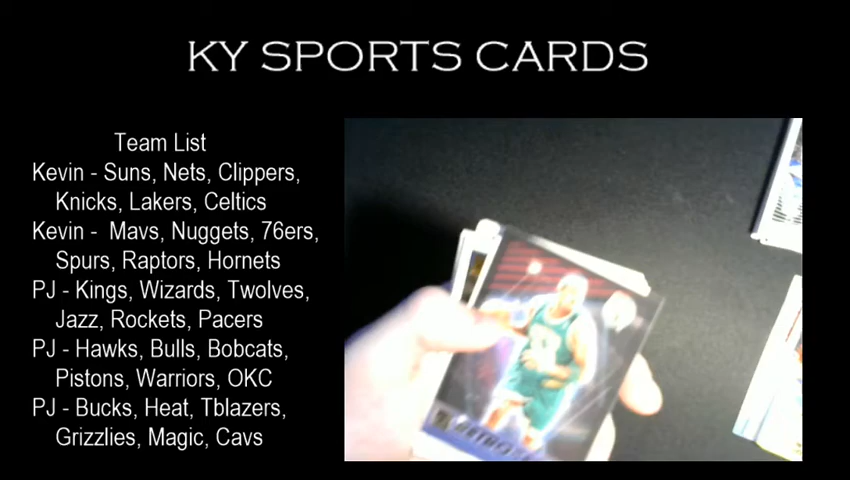 KY SPORTS CARDS
Team List
Kevin - Suns, Nets, Clippers,
Knicks, Lakers, Celtics
Kevin - Mavs, Nuggets, 76ers,
Spurs, Raptors, Hornets
PJ - Kings, Wizards, Twolves,
Jazz, Rockets, Pacers
PJ - Hawks, Bulls, Bobcats,
Pistons, Warriors, OKC
PJ - Bucks, Heat, Tblazers,
Grizzlies, Magic, Cavs